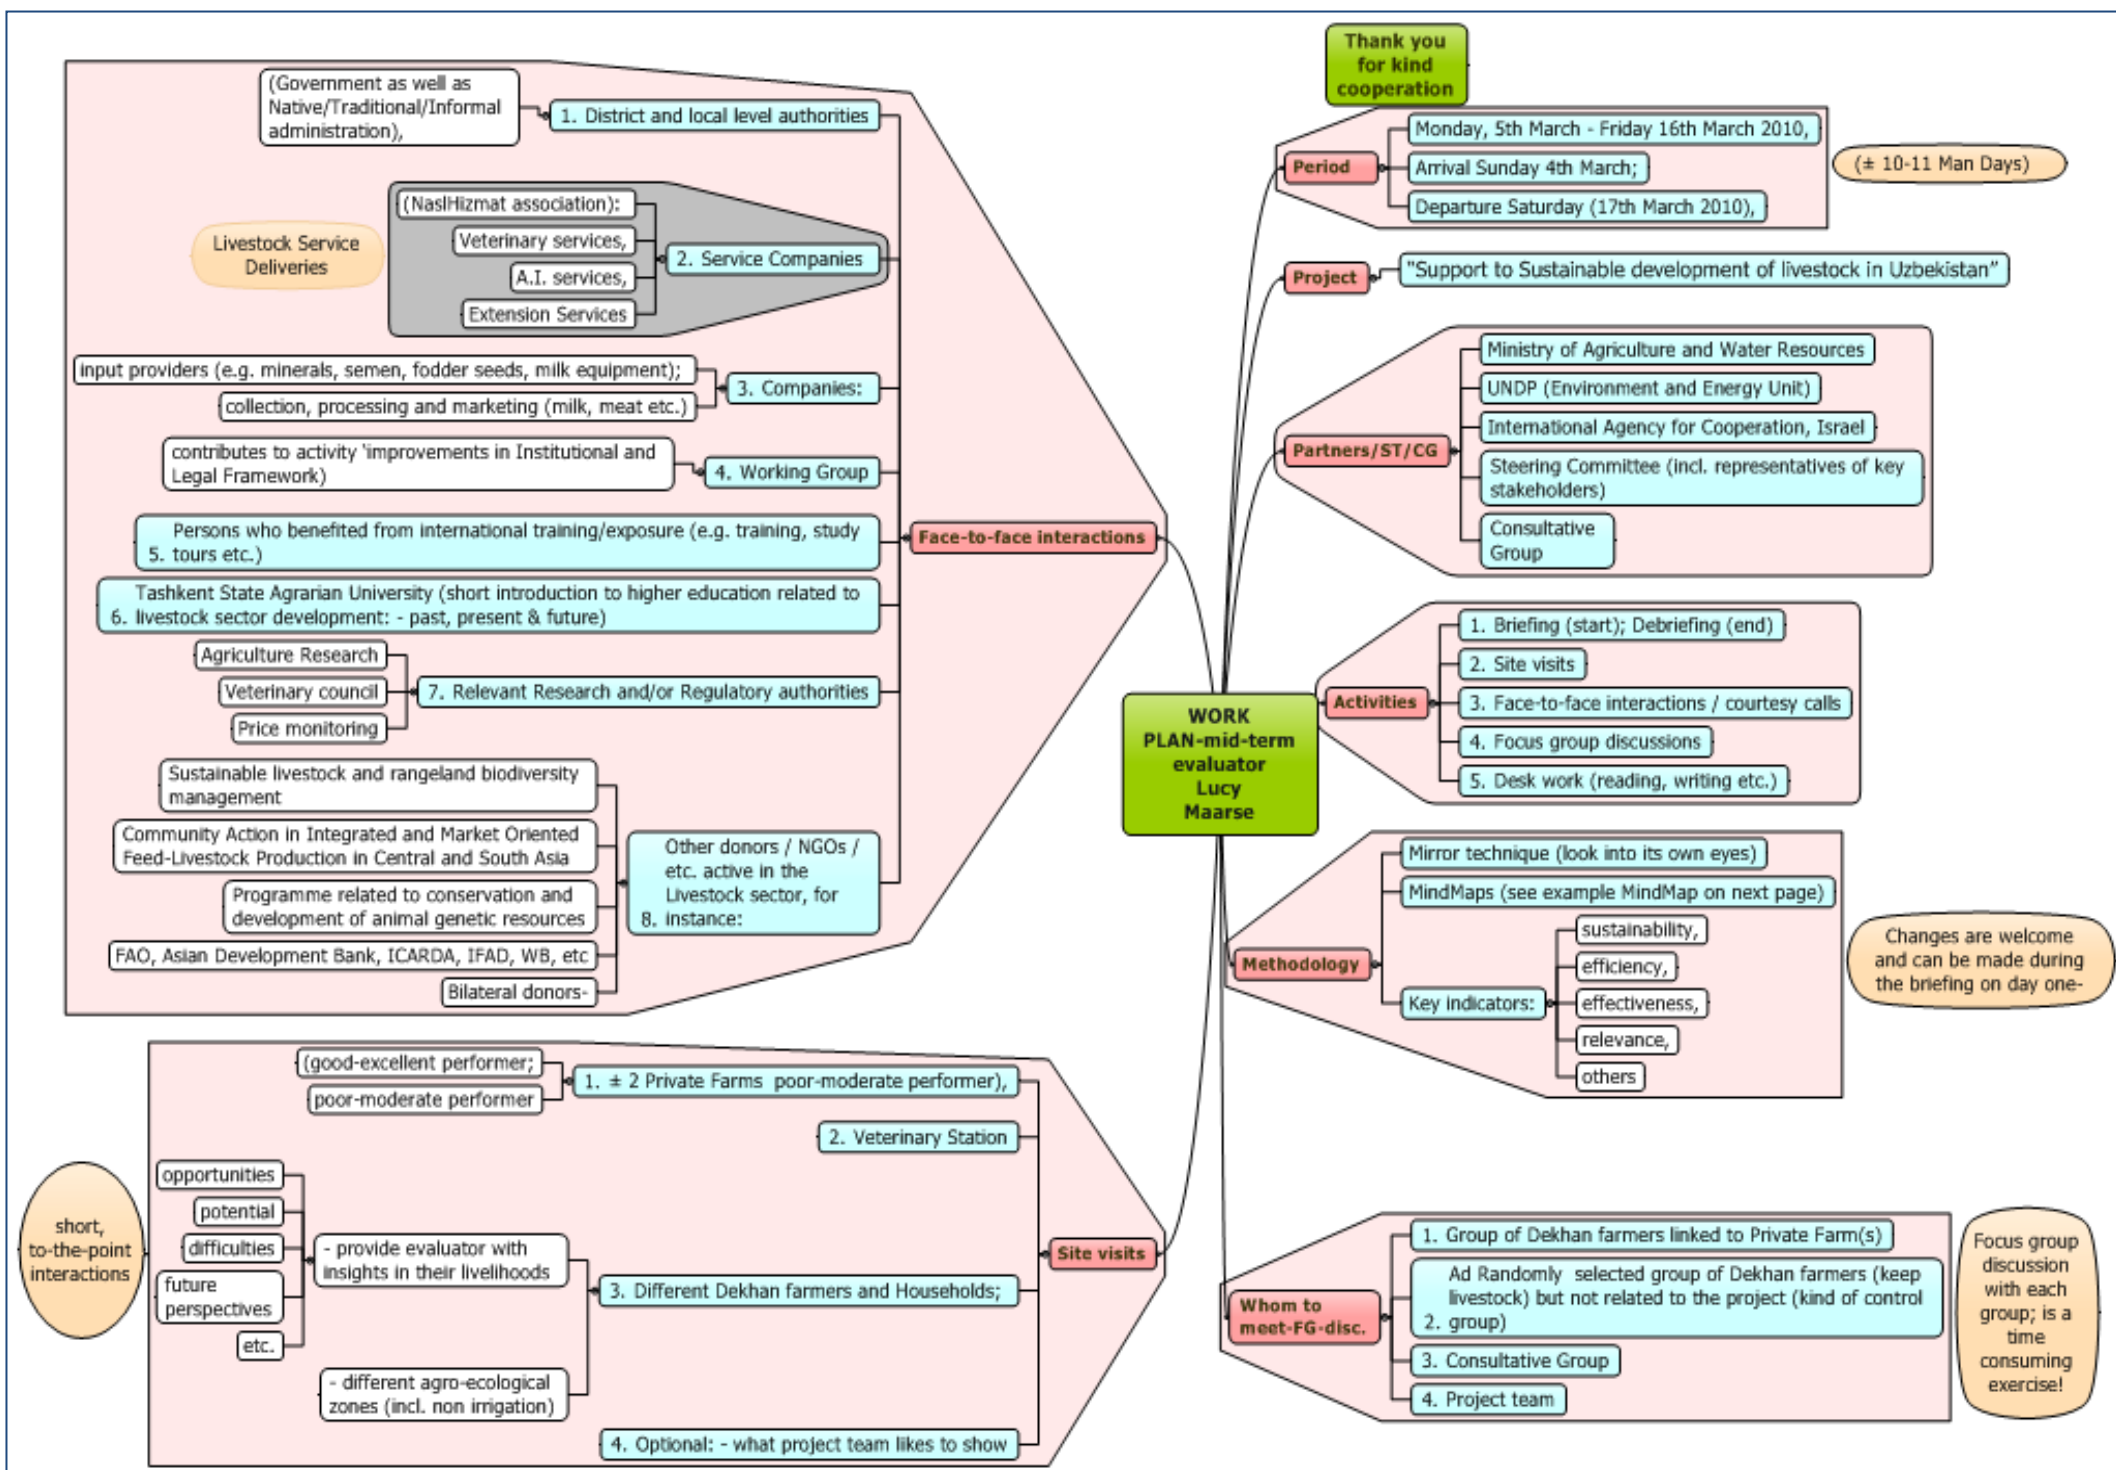 Thank you
for kind
cooperation
(Government as well as
Native/Traditional/Informal
administration),
1. District and local level authorities
(NaslHizmat association):
Veterinary services,
A.I. services,
Extension Services
2. Service Companies
Livestock Service
Deliveries
input providers (e.g. minerals, semen, fodder seeds, milk equipment);
collection, processing and marketing (milk, meat etc.)
3. Companies:
contributes to activity 'improvements in Institutional and
Legal Framework)
4. Working Group
Persons who benefited from international training/exposure (e.g. training, study
5. tours etc.)
Tashkent State Agrarian University (short introduction to higher education related to
6. livestock sector development: - past, present & future)
Agriculture Research
Veterinary council
Price monitoring
7. Relevant Research and/or Regulatory authorities
Sustainable livestock and rangeland biodiversity
management
Community Action in Integrated and Market Oriented
Feed-Livestock Production in Central and South Asia
Programme related to conservation and
development of animal genetic resources
FAO, Asian Development Bank, ICARDA, IFAD, WB, etc
Bilateral donors-
Other donors / NGOs /
etc. active in the
Livestock sector, for
8. instance:
Face-to-face interactions
(good-excellent performer;
poor-moderate performer
1. ± 2 Private Farms poor-moderate performer),
2. Veterinary Station
opportunities
potential
difficulties
future
perspectives
etc.
- provide evaluator with
insights in their livelihoods
- different agro-ecological
zones (incl. non irrigation)
3. Different Dekhan farmers and Households;
4. Optional: - what project team likes to show
short,
to-the-point
interactions
Site visits
WORK
PLAN-mid-term
evaluator
Lucy
Maarse
Period
Monday, 5th March - Friday 16th March 2010,
Arrival Sunday 4th March;
Departure Saturday (17th March 2010),
(± 10-11 Man Days)
Project
"Support to Sustainable development of livestock in Uzbekistan”
Partners/ST/CG
Ministry of Agriculture and Water Resources
UNDP (Environment and Energy Unit)
International Agency for Cooperation, Israel
Steering Committee (incl. representatives of key
stakeholders)
Consultative
Group
Activities
1. Briefing (start); Debriefing (end)
2. Site visits
3. Face-to-face interactions / courtesy calls
4. Focus group discussions
5. Desk work (reading, writing etc.)
Methodology
Mirror technique (look into its own eyes)
MindMaps (see example MindMap on next page)
Key indicators:
sustainability,
efficiency,
effectiveness,
relevance,
others
Changes are welcome
and can be made during
the briefing on day one-
Whom to
meet-FG-disc.
1. Group of Dekhan farmers linked to Private Farm(s)
Ad Randomly selected group of Dekhan farmers (keep
livestock) but not related to the project (kind of control
2. group)
3. Consultative Group
4. Project team
Focus group
discussion
with each
group; is a
time
consuming
exercise!